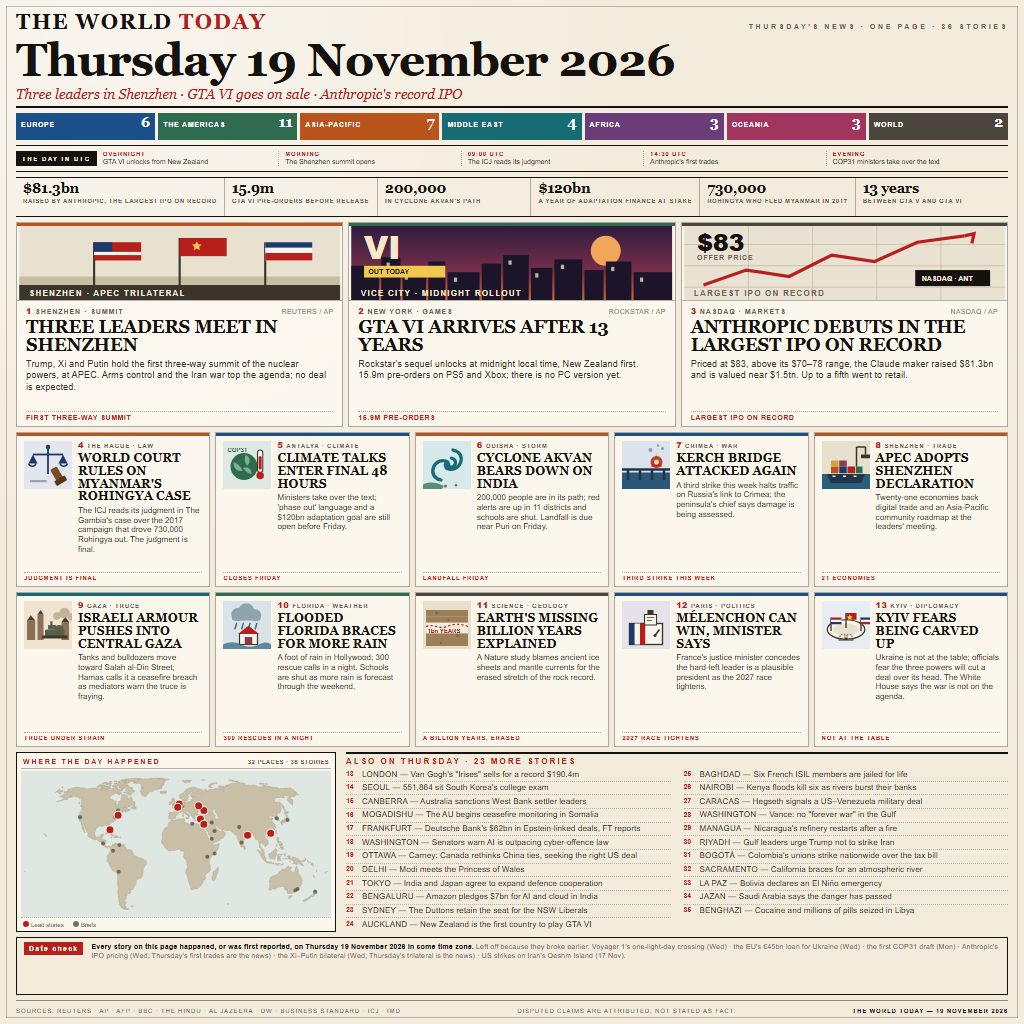 THE WORLD TODAY
THURSDAY'S NEWS · ONE PAGE · 36 STORIES
Thursday 19 November 2026
Three leaders in Shenzhen · GTA VI goes on sale · Anthropic's record IPO
EUROPE 6
THE AMERICAS 11
ASIA-PACIFIC 7
MIDDLE EAST 4
AFRICA 3
OCEANIA 3
WORLD 2
THE DAY IN UTC
OVERNIGHT
GTA VI unlocks from New Zealand
MORNING
The Shenzhen summit opens
09:00 UTC
The ICJ reads its judgment
14:30 UTC
Anthropic's first trades
EVENING
COP31 ministers take over the text
$81.3bn
RAISED BY ANTHROPIC, THE LARGEST IPO ON RECORD
15.9m
GTA VI PRE-ORDERS BEFORE RELEASE
200,000
IN CYCLONE AKVAN'S PATH
$120bn
A YEAR OF ADAPTATION FINANCE AT STAKE
730,000
ROHINGYA WHO FLED MYANMAR IN 2017
13 years
BETWEEN GTA V AND GTA VI
SHENZHEN · APEC TRILATERAL
1 SHENZHEN · SUMMIT
REUTERS / AP
THREE LEADERS MEET IN
SHENZHEN
Trump, Xi and Putin hold the first three-way summit of the nuclear
powers, at APEC. Arms control and the Iran war top the agenda; no deal
is expected.
FIRST THREE-WAY SUMMIT
VI
OUT TODAY
VICE CITY · MIDNIGHT ROLLOUT
2 NEW YORK · GAMES
ROCKSTAR / AP
GTA VI ARRIVES AFTER 13
YEARS
Rockstar's sequel unlocks at midnight local time, New Zealand first.
15.9m pre-orders on PS5 and Xbox; there is no PC version yet.
15.9M PRE-ORDERS
$83
OFFER PRICE
NASDAQ · ANT
LARGEST IPO ON RECORD
3 NASDAQ · MARKETS
NASDAQ / AP
ANTHROPIC DEBUTS IN THE
LARGEST IPO ON RECORD
Priced at $83, above its $70–78 range, the Claude maker raised $81.3bn
and is valued near $1.5tn. Up to a fifth went to retail.
LARGEST IPO
4 THE HAGUE · LAW
WORLD COURT
RULES ON
MYANMAR'S
ROHINGYA CASE
The ICJ reads its judgment in The
Gambia's case over the 2017
campaign that drove 730,000
Rohingya out. The judgment is
final.
JUDGMENT IS FINAL
COP31
5 ANTALYA · CLIMATE
CLIMATE TALKS
ENTER FINAL 48
HOURS
Ministers take over the text;
'phase out' language and a
$120bn adaptation goal are still
open before Friday.
CLOSES FRIDAY
6 ODISHA · STORM
CYCLONE AKVAN
BEARS DOWN ON
INDIA
200,000 people are in its path; red
alerts are up in 11 districts and
schools are shut. Landfall is due
near Puri on Friday.
LANDFALL FRIDAY
7 CRIMEA · WAR
KERCH BRIDGE
ATTACKED AGAIN
A third strike this week halts traffic
on Russia's link to Crimea; the
peninsula's chief says damage is
being assessed.
THIRD STRIKE THIS WEEK
8 SHENZHEN · TRADE
APEC ADOPTS
SHENZHEN
DECLARATION
Twenty-one economies back
digital trade and an Asia-Pacific
community roadmap at the
leaders' meeting.
21 ECONOMIES
9 GAZA · TRUCE
ISRAELI ARMOUR
PUSHES INTO
CENTRAL GAZA
Tanks and bulldozers move
toward Salah al-Din Street;
Hamas calls it a ceasefire breach
as mediators warn the truce is
fraying.
TRUCE UNDER STRAIN
10 FLORIDA · WEATHER
FLOODED
FLORIDA BRACES
FOR MORE RAIN
A foot of rain in Hollywood; 300
rescue calls in a night. Schools
are shut as more rain is forecast
through the weekend.
300 RESCUES IN A NIGHT
1bn YEARS
11 SCIENCE · GEOLOGY
EARTH'S MISSING
BILLION YEARS
EXPLAINED
A Nature study blames ancient ice
sheets and mantle currents for the
erased stretch of the rock record.
A BILLION YEARS, ERASED
12 PARIS · POLITICS
MÉLENCHON CAN
WIN, MINISTER
SAYS
France's justice minister concedes
the hard-left leader is a plausible
president as the 2027 race
tightens.
2027 RACE TIGHTENS
13 KYIV · DIPLOMACY
KYIV FEARS
BEING CARVED
UP
Ukraine is not at the table; officials
fear the three powers will cut a
deal over its head. The White
House says the war is not on the
agenda.
NOT AT THE TABLE
WHERE THE DAY HAPPENED
32 PLACES · 36 STORIES
Lead stories
Briefs
ALSO ON THURSDAY · 23 MORE STORIES
13 LONDON — Van Gogh's "Irises" sells for a record $190.4m
14 SEOUL — 551,864 sit South Korea's college exam
15 CANBERRA — Australia sanctions West Bank settler leaders
16 MOGADISHU — The AU begins ceasefire monitoring in Somalia
17 FRANKFURT — Deutsche Bank's $62bn in Epstein-linked deals, FT reports
18 WASHINGTON — Senators warn AI is outpacing cyber-offence law
19 OTTAWA — Carney: Canada rethinks China ties, seeking the right US deal
20 DELHI — Modi meets the Princess of Wales
21 TOKYO — India and Japan agree to expand defence cooperation
22 BENGALURU — Amazon pledges $7bn for AI and cloud in India
23 SYDNEY — The Duttons retain the seat for the NSW Liberals
24 AUCKLAND — New Zealand is the first country to play GTA VI
25 BAGHDAD — Six French ISIL members are jailed for life
26 NAIROBI — Kenya floods kill six as rivers burst their banks
27 CARACAS — Hegseth signals a US–Venezuela military deal
28 WASHINGTON — Vance: no "forever war" in the Gulf
29 MANAGUA — Nicaragua's refinery restarts after a fire
30 RIYADH — Gulf leaders urge Trump not to strike Iran
31 BOGOTÁ — Colombia's unions strike nationwide over the tax bill
32 SACRAMENTO — California braces for an atmospheric river
33 LA PAZ — Bolivia declares an El Niño emergency
34 JAZAN — Saudi Arabia says the danger has passed
35 BENGHAZI — Cocaine and millions of pills seized in Libya
Date check
Every story on this page happened, or was first reported, on Thursday 19 November 2026 in some time zone. Left off because they broke earlier: Voyager 1's one-light-day crossing (Wed) · the EU's €45bn loan for Ukraine (Wed) · the first COP31 draft (Mon) · Anthropic's
IPO pricing (Wed; Thursday's first trades are the news) · the Xi–Putin bilateral (Wed; Thursday's trilateral is the news) · US strikes on Iran's Qeshm Island (17 Nov).
SOURCES: REUTERS · AP · AFP · BBC · THE HINDU · AL JAZEERA · DW · BUSINESS STANDARD · ICJ · IMD
DISPUTED CLAIMS ARE ATTRIBUTED, NOT STATED AS FACT.
THE WORLD TODAY — 19 NOVEMBER 2026